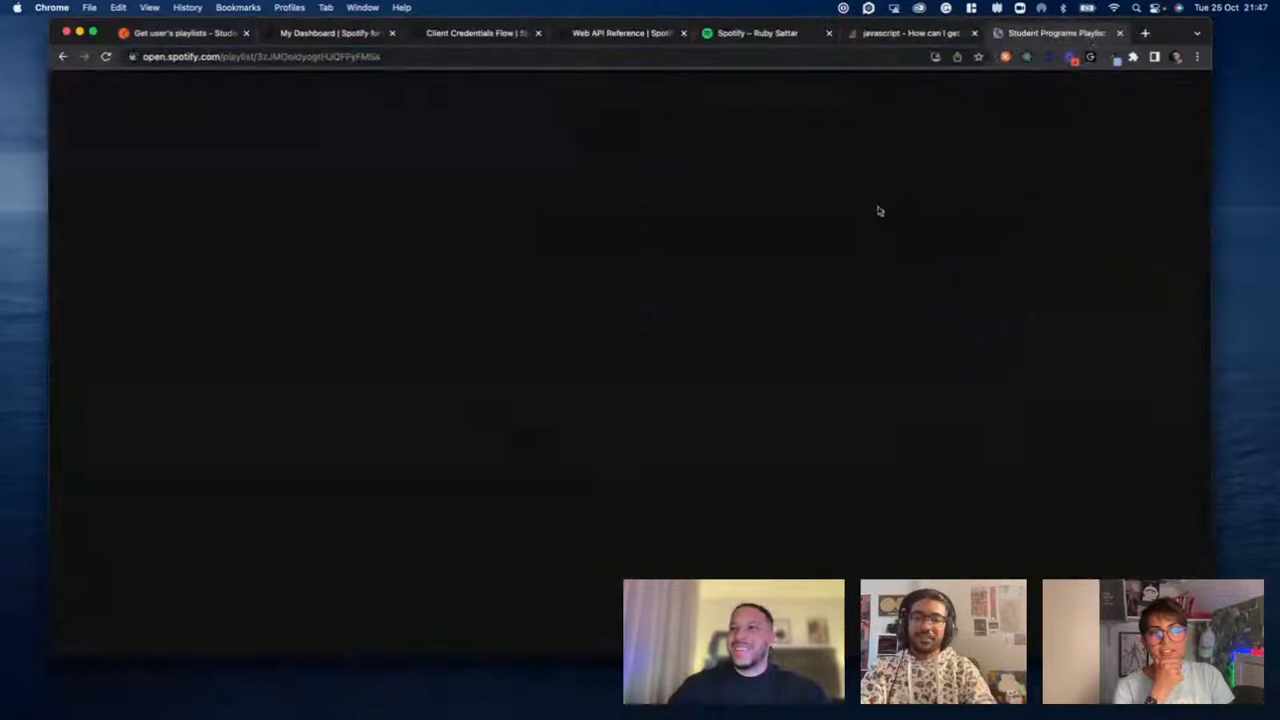 Chrome File Edit View History Bookmarks Profiles Tab Window Help Tue 25 Oct 21:47
Get user's playlists - Stude My Dashboard | Spotify for Client Credentials Flow | Sp Web API Reference | Spoti Spotify – Ruby Sattar javascript - How can I get Student Programs Playlist
open.spotify.com/playlist/